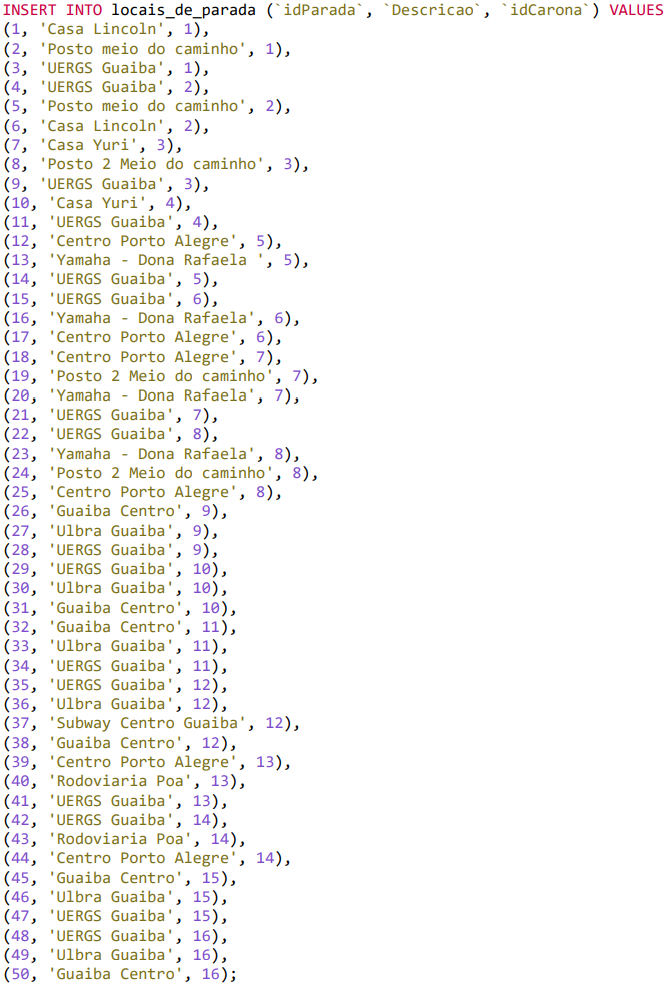 INSERT INTO locais_de_parada (`idParada`, `Descricao`, `idCarona`) VALUES
(1, 'Casa Lincoln', 1),
(2, 'Posto meio do caminho', 1),
(3, 'UERGS Guaiba', 1),
(4, 'UERGS Guaiba', 2),
(5, 'Posto meio do caminho', 2),
(6, 'Casa Lincoln', 2),
(7, 'Casa Yuri', 3),
(8, 'Posto 2 Meio do caminho', 3),
(9, 'UERGS Guaiba', 3),
(10, 'Casa Yuri', 4),
(11, 'UERGS Guaiba', 4),
(12, 'Centro Porto Alegre', 5),
(13, 'Yamaha - Dona Rafaela ', 5),
(14, 'UERGS Guaiba', 5),
(15, 'UERGS Guaiba', 6),
(16, 'Yamaha - Dona Rafaela', 6),
(17, 'Centro Porto Alegre', 6),
(18, 'Centro Porto Alegre', 7),
(19, 'Posto 2 Meio do caminho', 7),
(20, 'Yamaha - Dona Rafaela', 7),
(21, 'UERGS Guaiba', 7),
(22, 'UERGS Guaiba', 8),
(23, 'Yamaha - Dona Rafaela', 8),
(24, 'Posto 2 Meio do caminho', 8),
(25, 'Centro Porto Alegre', 8),
(26, 'Guaiba Centro', 9),
(27, 'Ulbra Guaiba', 9),
(28, 'UERGS Guaiba', 9),
(29, 'UERGS Guaiba', 10),
(30, 'Ulbra Guaiba', 10),
(31, 'Guaiba Centro', 10),
(32, 'Guaiba Centro', 11),
(33, 'Ulbra Guaiba', 11),
(34, 'UERGS Guaiba', 11),
(35, 'UERGS Guaiba', 12),
(36, 'Ulbra Guaiba', 12),
(37, 'Subway Centro Guaiba', 12),
(38, 'Guaiba Centro', 12),
(39, 'Centro Porto Alegre', 13),
(40, 'Rodoviaria Poa', 13),
(41, 'UERGS Guaiba', 13),
(42, 'UERGS Guaiba', 14),
(43, 'Rodoviaria Poa', 14),
(44, 'Centro Porto Alegre', 14),
(45, 'Guaiba Centro', 15),
(46, 'Ulbra Guaiba', 15),
(47, 'UERGS Guaiba', 15),
(48, 'UERGS Guaiba', 16),
(49, 'Ulbra Guaiba', 16),
(50, 'Guaiba Centro', 16);